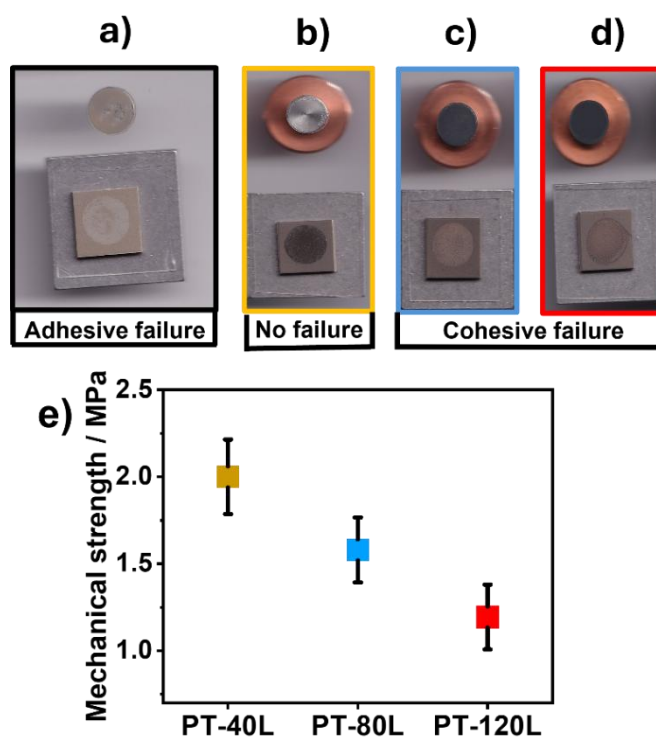 a) b) c) d)
Adhesive failure No failure Cohesive failure
e)
Mechanical strength / MPa
2.5
2.0
1.5
1.0
PT-40L PT-80L PT-120L